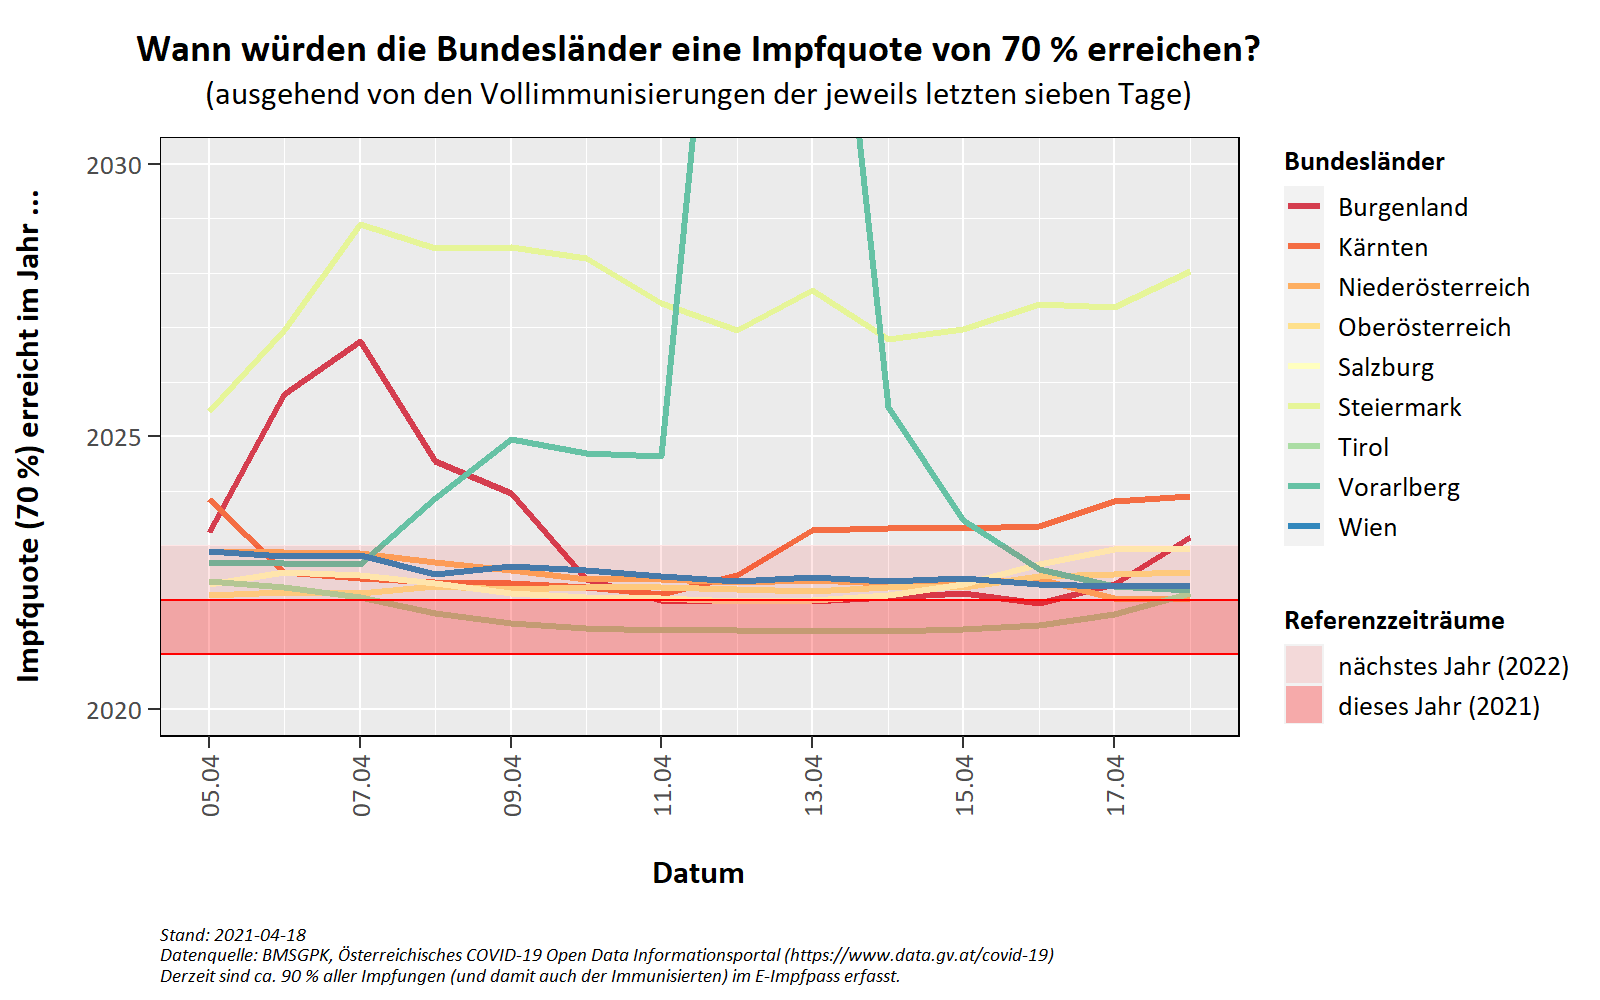 Wann würden die Bundesländer eine Impfquote von 70 % erreichen?
(ausgehend von den Vollimmunisierungen der jeweils letzten sieben Tage)
Impfquote (70 %) erreicht im Jahr ...
2030
2025
2020
05.04
07.04
09.04
11.04
13.04
15.04
17.04
Datum
Bundesländer
Burgenland
Kärnten
Niederösterreich
Oberösterreich
Salzburg
Steiermark
Tirol
Vorarlberg
Wien
Referenzzeiträume
nächstes Jahr (2022)
dieses Jahr (2021)
Stand: 2021-04-18
Datenquelle: BMSGPK, Österreichisches COVID-19 Open Data Informationsportal (https://www.data.gv.at/covid-19)
Derzeit sind ca. 90 % aller Impfungen (und damit auch der Immunisierten) im E-Impfpass erfasst.